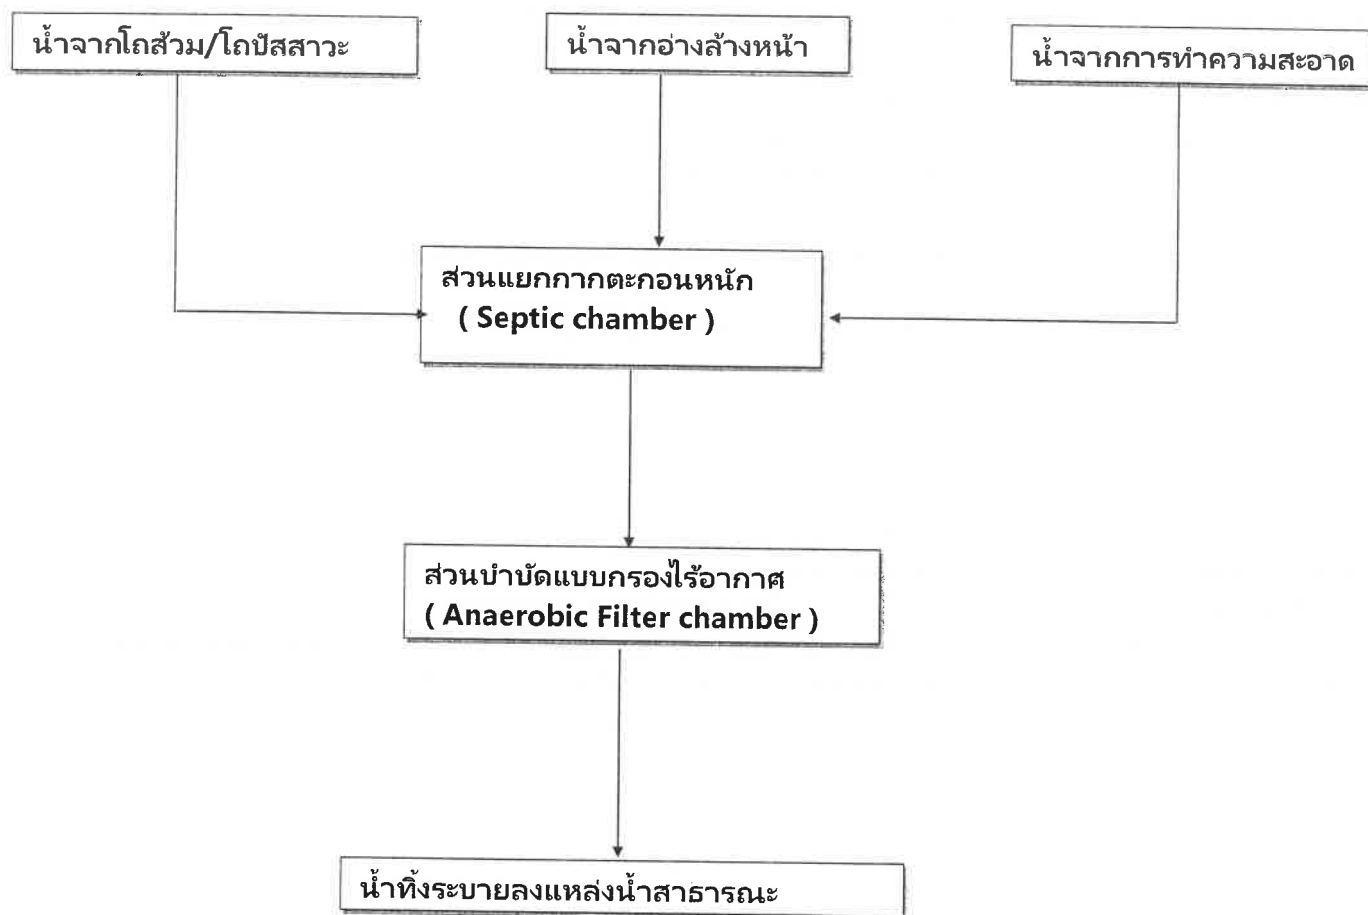 น้ำจากโถส้วม/โถปัสสาวะ
น้ำจากอ่างล้างหน้า
น้ำจากการทำความสะอาด
ส่วนแยกกากตะกอนหนัก
( Septic chamber )
ส่วนบำบัดแบบกรองไร้อากาศ
( Anaerobic Filter chamber )
น้ำทิ้งระบายลงแหล่งน้ำสาธารณะ